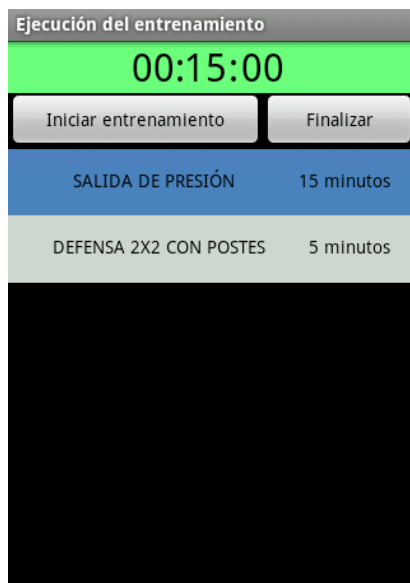 Ejecución del entrenamiento
00:15:00
Iniciar entrenamiento Finalizar
SALIDA DE PRESIÓN 15 minutos
DEFENSA 2X2 CON POSTES 5 minutos